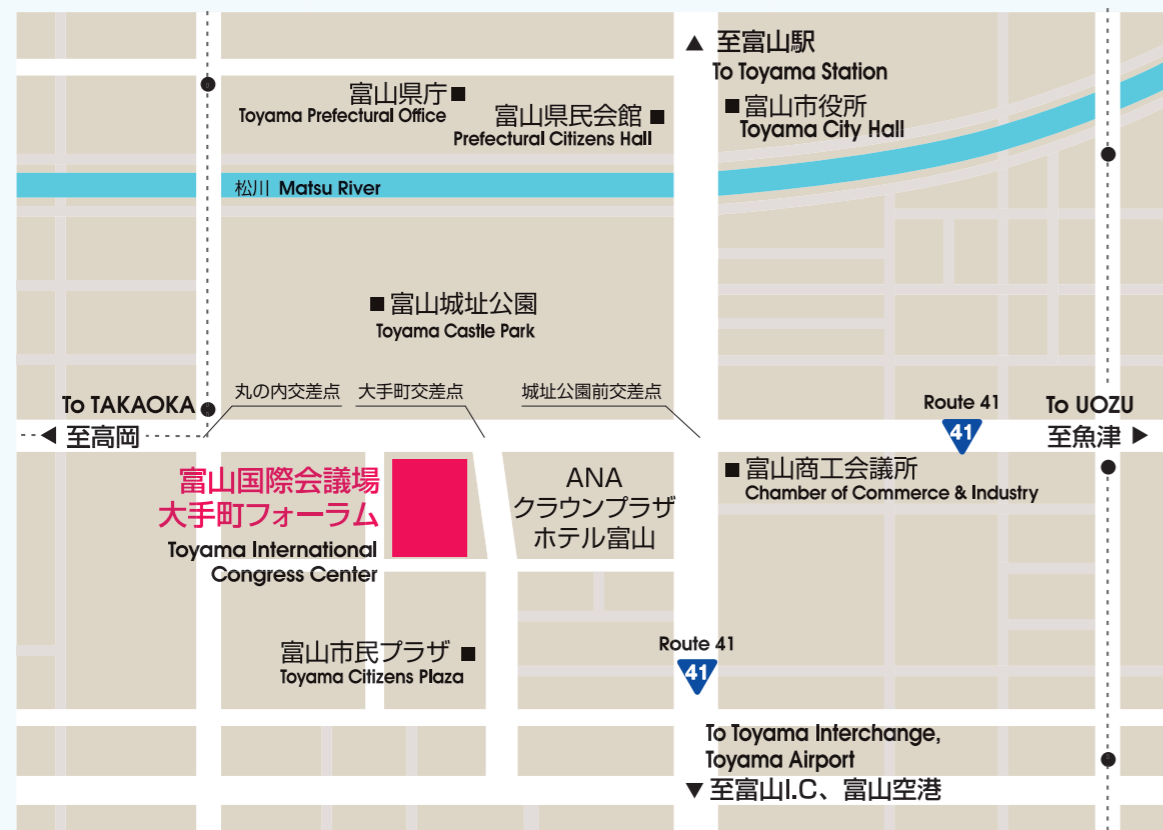 ▲ 至富山駅
To Toyama Station
富山県庁■
Toyama Prefectural Office
富山県民会館 ■
Prefectural Citizens Hall
■ 富山市役所
Toyama City Hall
松川 Matsu River
■ 富山城址公園
Toyama Castle Park
丸の内交差点
大手町交差点
城址公園前交差点
To TAKAOKA
◀ 至高岡
Route 41
41
To UOZU
至魚津 ▶
富山国際会議場
大手町フォーラム
Toyama International
Congress Center
ANA
クラウンプラザ
ホテル富山
■ 富山商工会議所
Chamber of Commerce & Industry
富山市民プラザ ■
Toyama Citizens Plaza
Route 41
41
To Toyama Interchange,
Toyama Airport
▼ 至富山I.C、富山空港